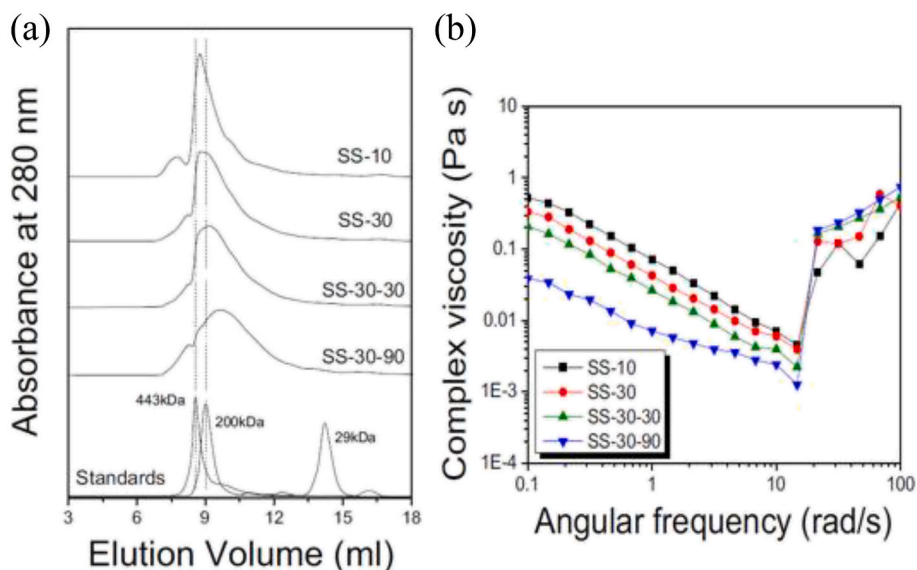 (a)
Absorbance at 280 nm
SS-10
SS-30
SS-30-30
SS-30-90
443kDa
200kDa
29kDa
Standards
3 6 9 12 15 18
Elution Volume (ml)
(b)
Complex viscosity (Pa s)
10
1
0.1
0.01
1E-3
1E-4
SS-10
SS-30
SS-30-30
SS-30-90
0.1 1 10 100
Angular frequency (rad/s)